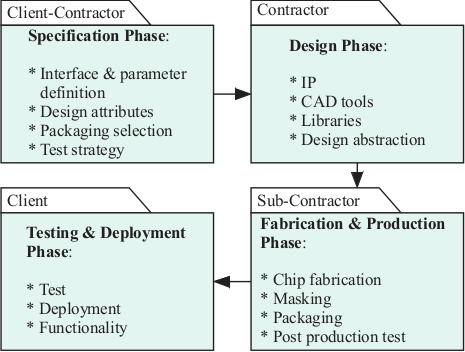 Client-Contractor
Specification Phase:
* Interface & parameter
definition
* Design attributes
* Packaging selection
* Test strategy
Contractor
Design Phase:
* IP
* CAD tools
* Libraries
* Design abstraction
Client
Testing & Deployment
Phase:
* Test
* Deployment
* Functionality
Sub-Contractor
Fabrication & Production
Phase:
* Chip fabrication
* Masking
* Packaging
* Post production test